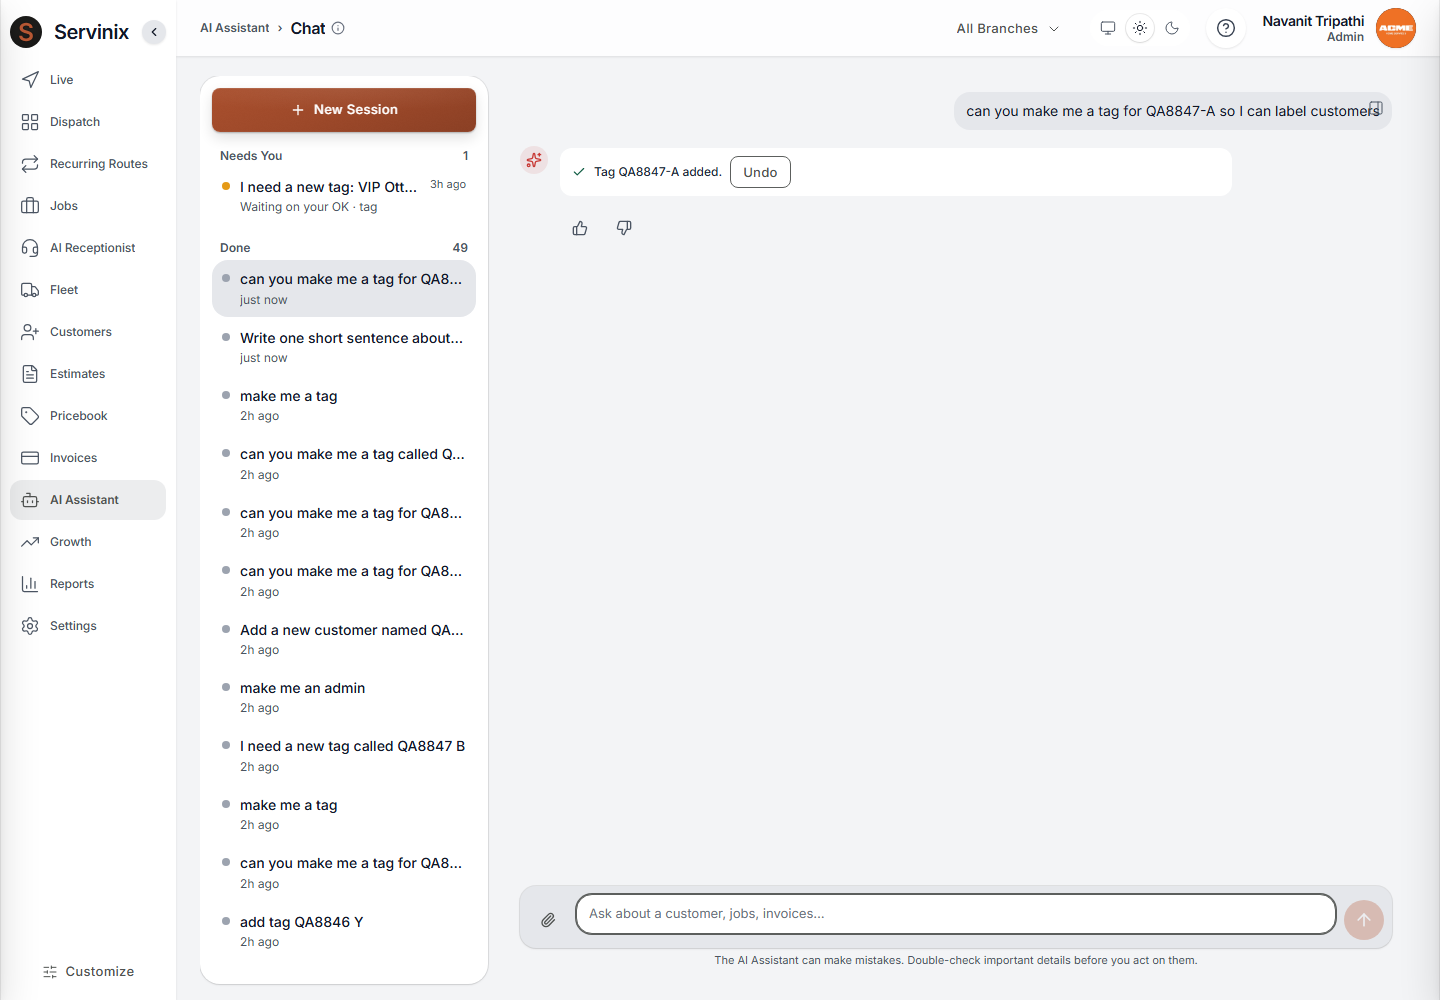 Servinix
Live
Dispatch
Recurring Routes
Jobs
AI Receptionist
Fleet
Customers
Estimates
Pricebook
Invoices
AI Assistant
Growth
Reports
Settings
Customize
AI Assistant › Chat
All Branches
Navanit Tripathi
Admin
ACME
+ New Session
Needs You 1
I need a new tag: VIP Ott... 3h ago
Waiting on your OK · tag
Done 49
can you make me a tag for QA8...
just now
Write one short sentence about...
just now
make me a tag
2h ago
can you make me a tag called Q...
2h ago
can you make me a tag for QA8...
2h ago
can you make me a tag for QA8...
2h ago
Add a new customer named QA...
2h ago
make me an admin
2h ago
I need a new tag called QA8847 B
2h ago
make me a tag
2h ago
can you make me a tag for QA8...
2h ago
add tag QA8846 Y
2h ago
can you make me a tag for QA8847-A so I can label customers
Tag QA8847-A added. Undo
Ask about a customer, jobs, invoices...
The AI Assistant can make mistakes. Double-check important details before you act on them.